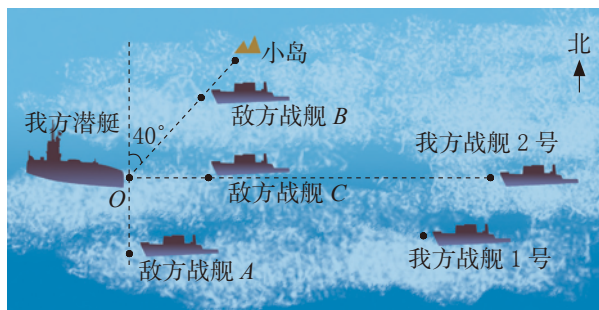 小岛
北
敌方战舰 B
我方潜艇
40°
我方战舰 2 号
敌方战舰 C
O
我方战舰 1 号
敌方战舰 A